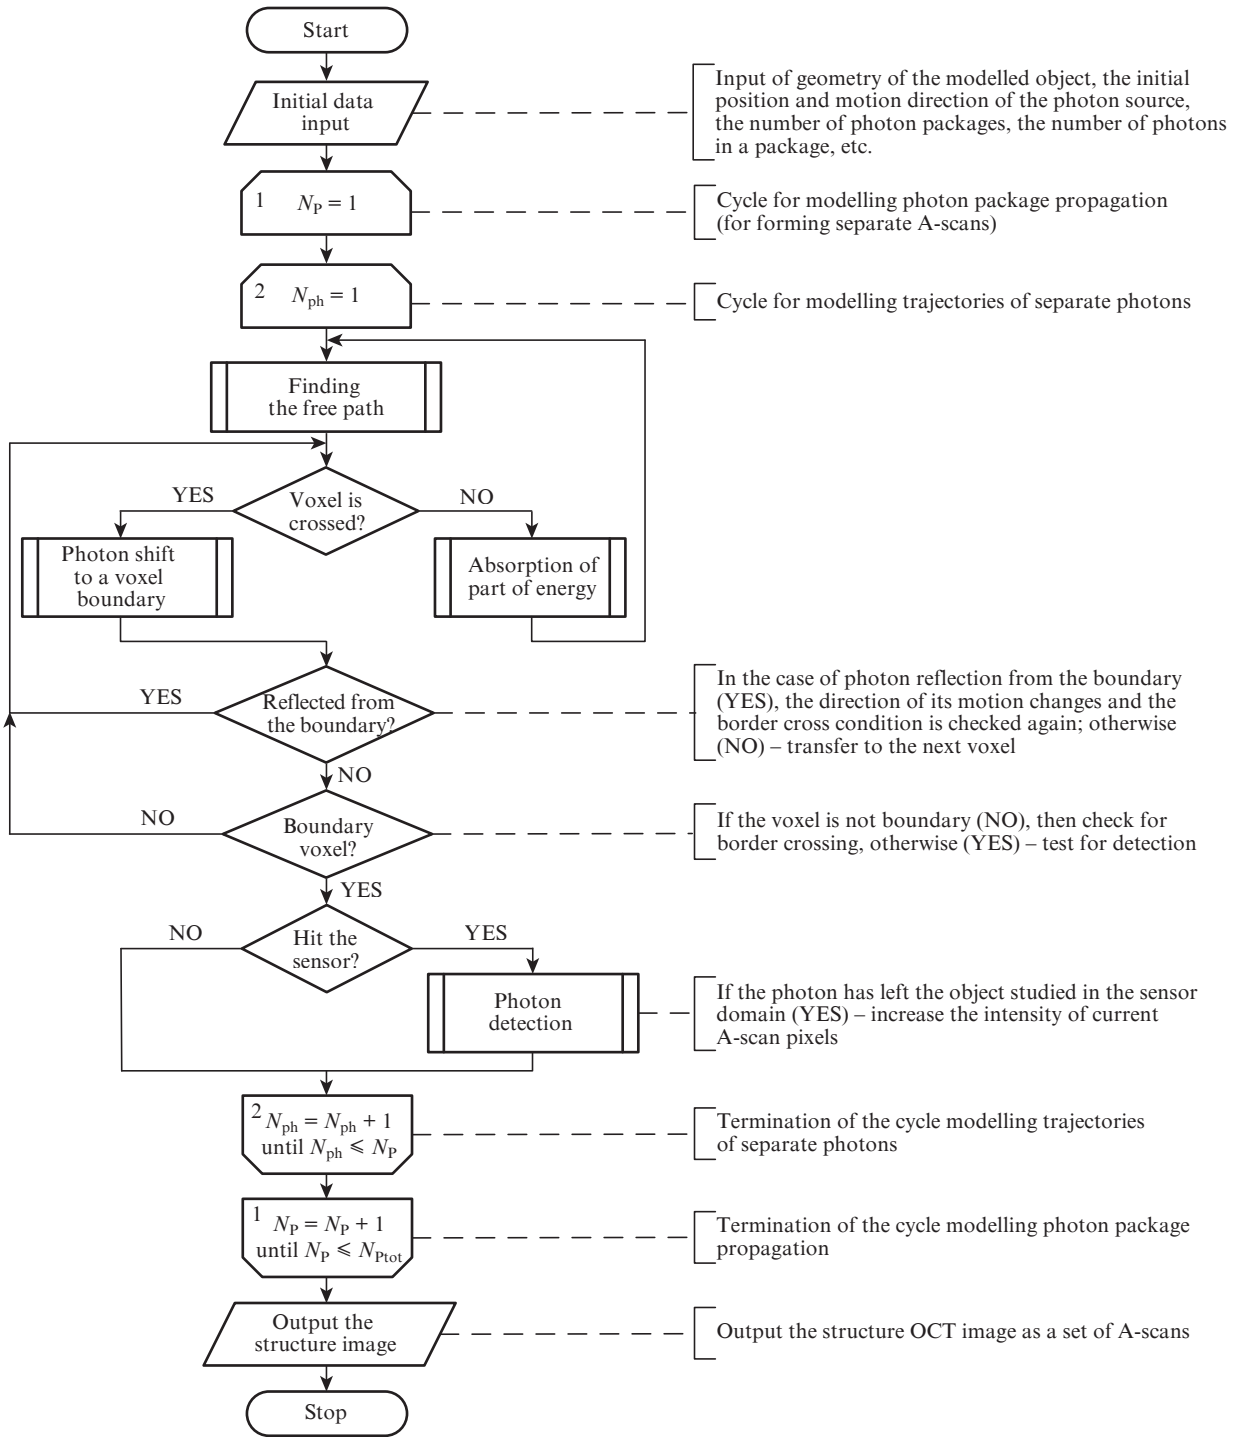 Start
Initial data
input
Input of geometry of the modelled object, the initial
position and motion direction of the photon source,
the number of photon packages, the number of photons
in a package, etc.
1 N_P = 1
Cycle for modelling photon package propagation
(for forming separate A-scans)
2 N_ph = 1
Cycle for modelling trajectories of separate photons
Finding
the free path
YES
Voxel is
crossed?
NO
Photon shift
to a voxel
boundary
Absorption of
part of energy
YES
Reflected from
the boundary?
In the case of photon reflection from the boundary
(YES), the direction of its motion changes and the
border cross condition is checked again; otherwise
(NO) – transfer to the next voxel
NO
NO
Boundary
voxel?
If the voxel is not boundary (NO), then check for
border crossing, otherwise (YES) – test for detection
YES
NO
Hit the
sensor?
YES
Photon
detection
If the photon has left the object studied in the sensor
domain (YES) – increase the intensity of current
A-scan pixels
2 N_ph = N_ph + 1
until N_ph ⩽ N_P
Termination of the cycle modelling trajectories
of separate photons
1 N_P = N_P + 1
until N_P ⩽ N_Ptot
Termination of the cycle modelling photon package
propagation
Output the
structure image
Output the structure OCT image as a set of A-scans
Stop